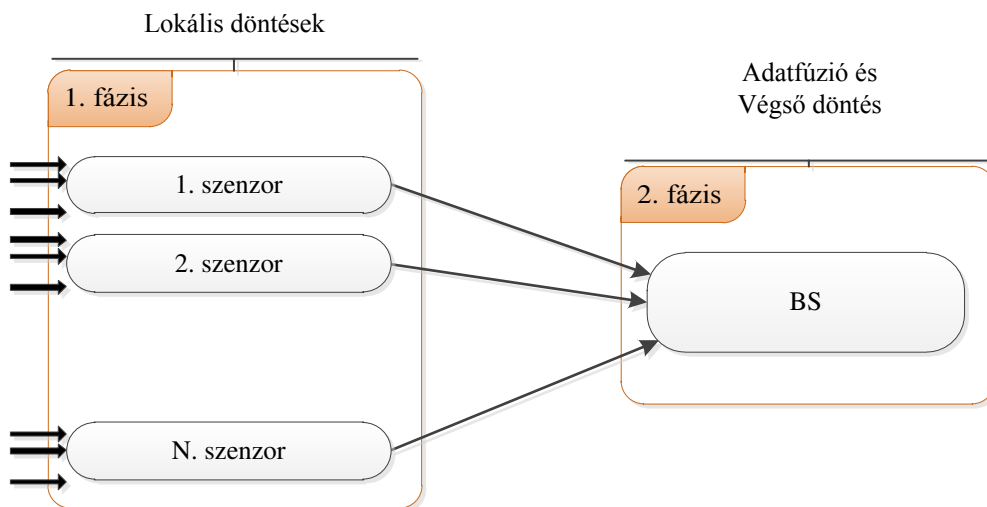 Lokális döntések
1. fázis
1. szenzor
2. szenzor
N. szenzor
Adatfúzió és
Végső döntés
2. fázis
BS